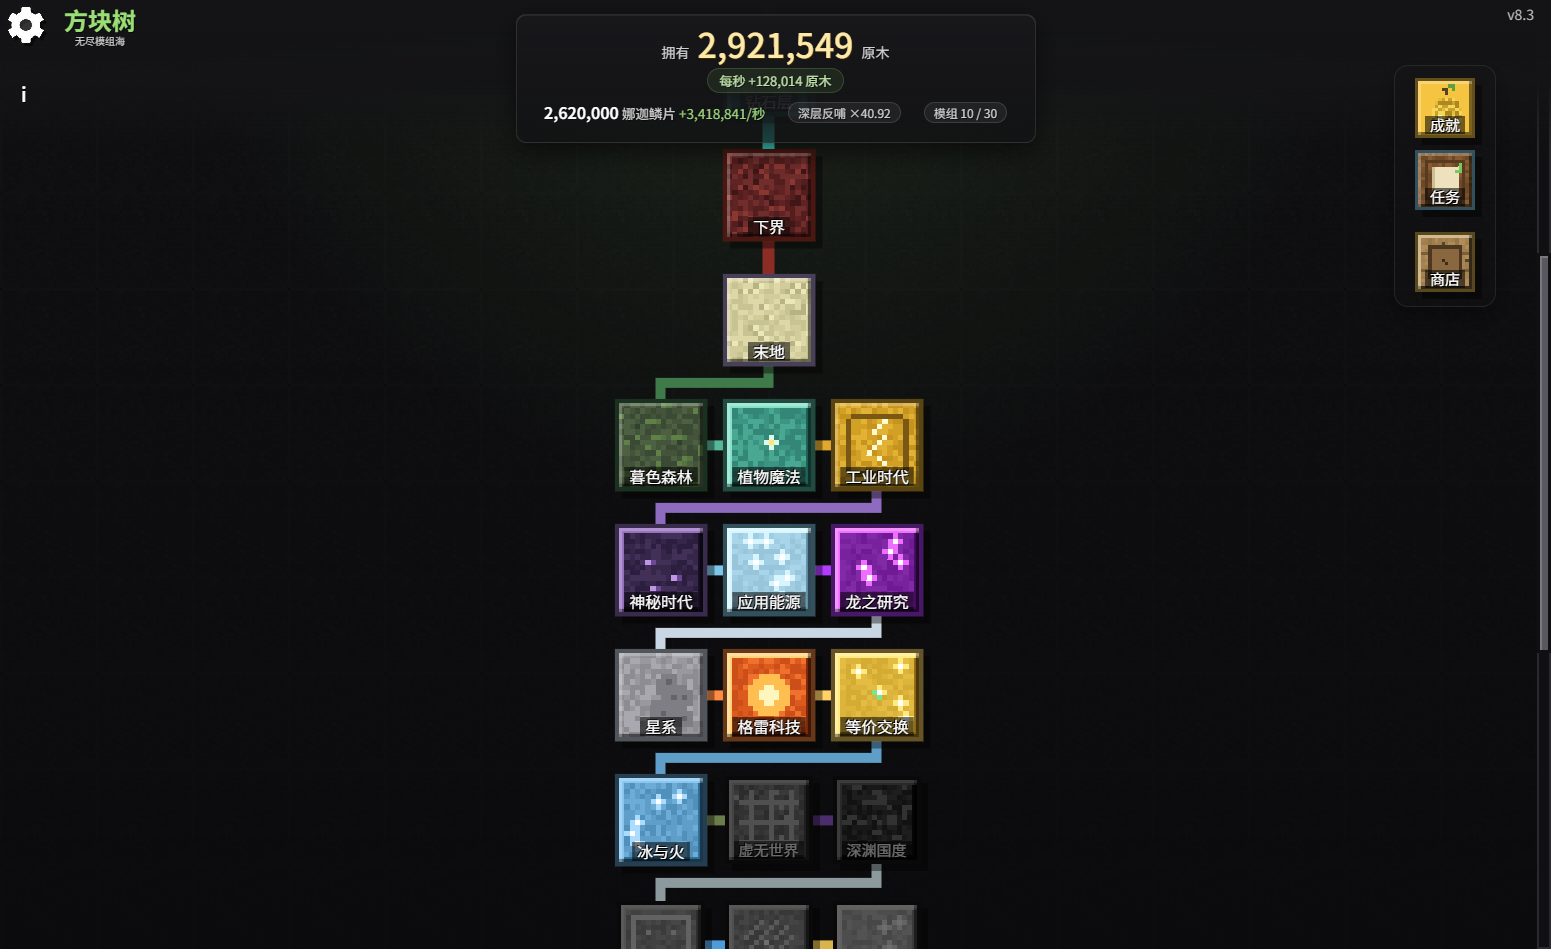 方块树
无尽模组海
v8.3
i
拥有 2,921,549 原木
每秒 +128,014 原木
钻石层
2,620,000 娜迦鳞片 +3,418,841/秒 深层反哺 ×40.92 模组 10 / 30
成就
任务
商店
下界
末地
暮色森林 植物魔法 工业时代
神秘时代 应用能源 龙之研究
星系 格雷科技 等价交换
冰与火 虚无世界 深渊国度